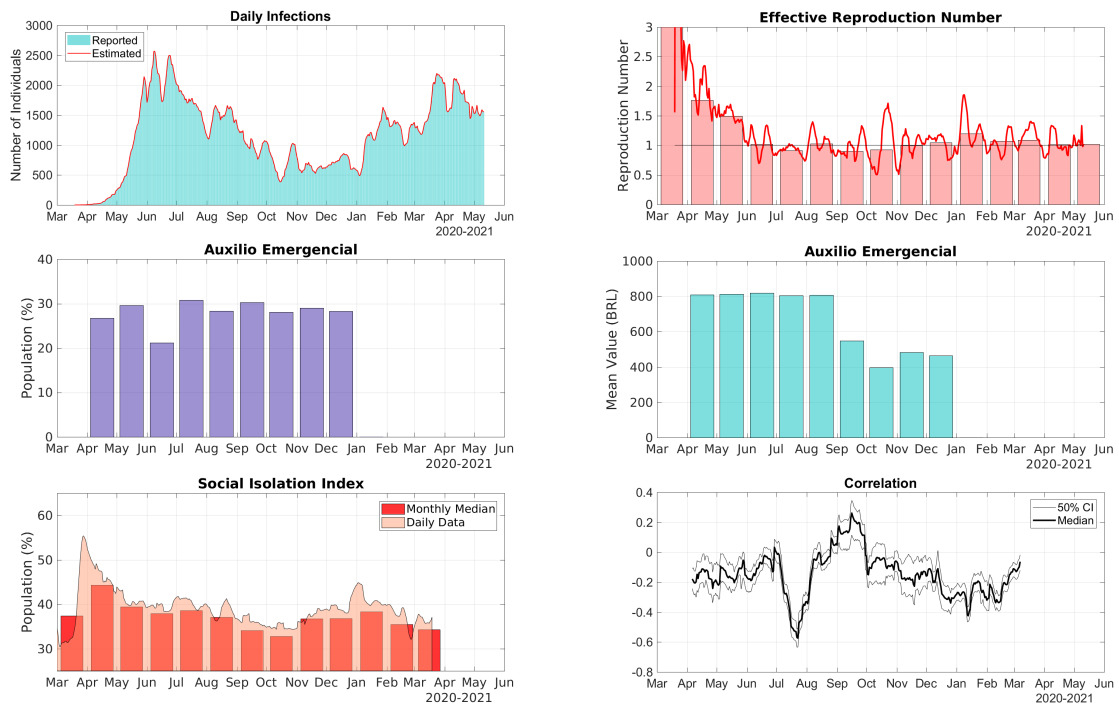 Daily Infections
Number of Individuals
3000
2500
2000
1500
1000
500
0
Reported
Estimated
Mar Apr May Jun Jul Aug Sep Oct Nov Dec Jan Feb Mar Apr May Jun
2020-2021
Effective Reproduction Number
Reproduction Number
3
2.5
2
1.5
1
0.5
0
Mar Apr May Jun Jul Aug Sep Oct Nov Dec Jan Feb Mar Apr May Jun
2020-2021
Auxilio Emergencial
Population (%)
40
30
20
10
0
Mar Apr May Jun Jul Aug Sep Oct Nov Dec Jan Feb Mar Apr May Jun
2020-2021
Auxilio Emergencial
Mean Value (BRL)
1000
800
600
400
200
0
Mar Apr May Jun Jul Aug Sep Oct Nov Dec Jan Feb Mar Apr May Jun
2020-2021
Social Isolation Index
Population (%)
60
50
40
30
Monthly Median
Daily Data
Mar Apr May Jun Jul Aug Sep Oct Nov Dec Jan Feb Mar Apr May Jun
2020-2021
Correlation
0.4
0.2
0
-0.2
-0.4
-0.6
-0.8
50% CI
Median
Mar Apr May Jun Jul Aug Sep Oct Nov Dec Jan Feb Mar Apr May Jun
2020-2021